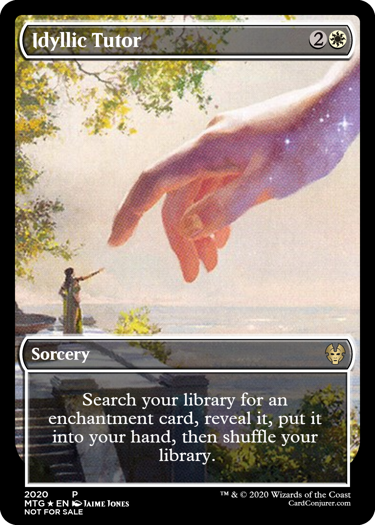 Idyllic Tutor 2
Sorcery
Search your library for an
enchantment card, reveal it, put it
into your hand, then shuffle your
library.
2020 P
MTG ★ EN Jaime Jones ™ & © 2020 Wizards of the Coast
NOT FOR SALE CardConjurer.com